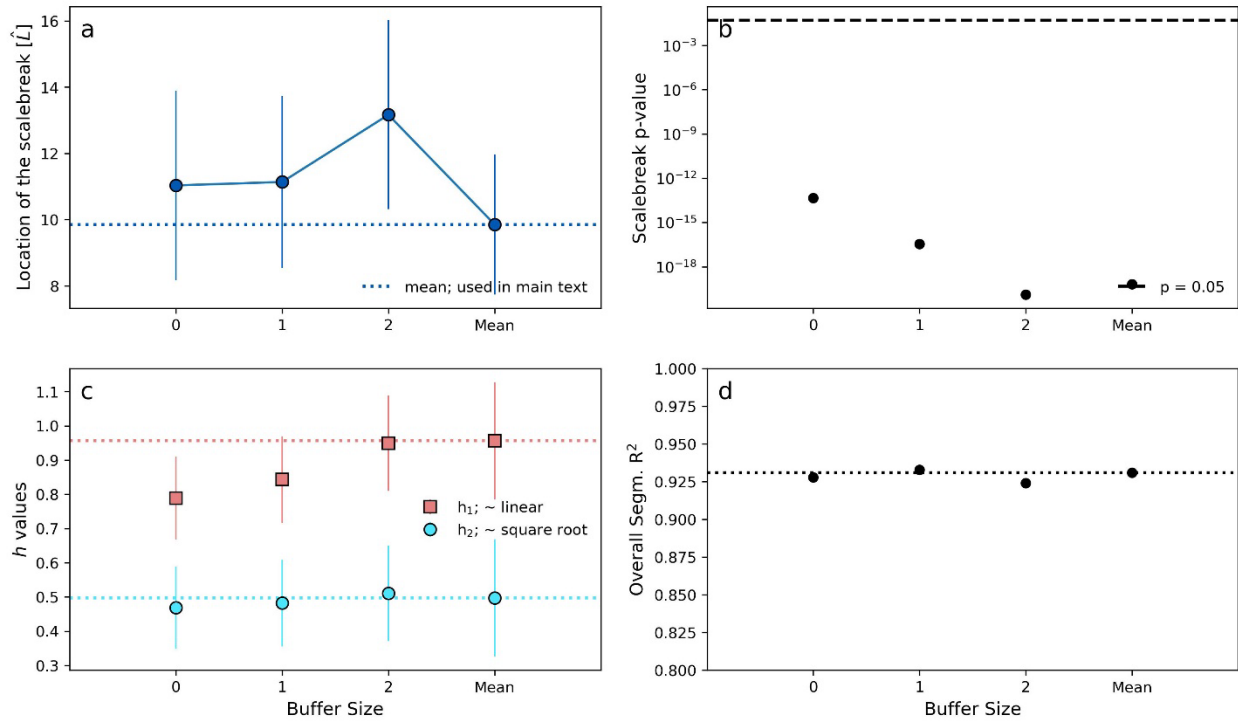 a
Location of the scalebreak [L̂]
16
14
12
10
8
0 1 2 Mean
mean; used in main text
b
Scalebreak p-value
10⁻³
10⁻⁶
10⁻⁹
10⁻¹²
10⁻¹⁵
10⁻¹⁸
0 1 2 Mean
p = 0.05
c
h values
1.1
1.0
0.9
0.8
0.7
0.6
0.5
0.4
0.3
h₁; ~ linear
h₂; ~ square root
0 1 2 Mean
Buffer Size
d
Overall Segm. R²
1.000
0.975
0.950
0.925
0.900
0.875
0.850
0.825
0.800
0 1 2 Mean
Buffer Size